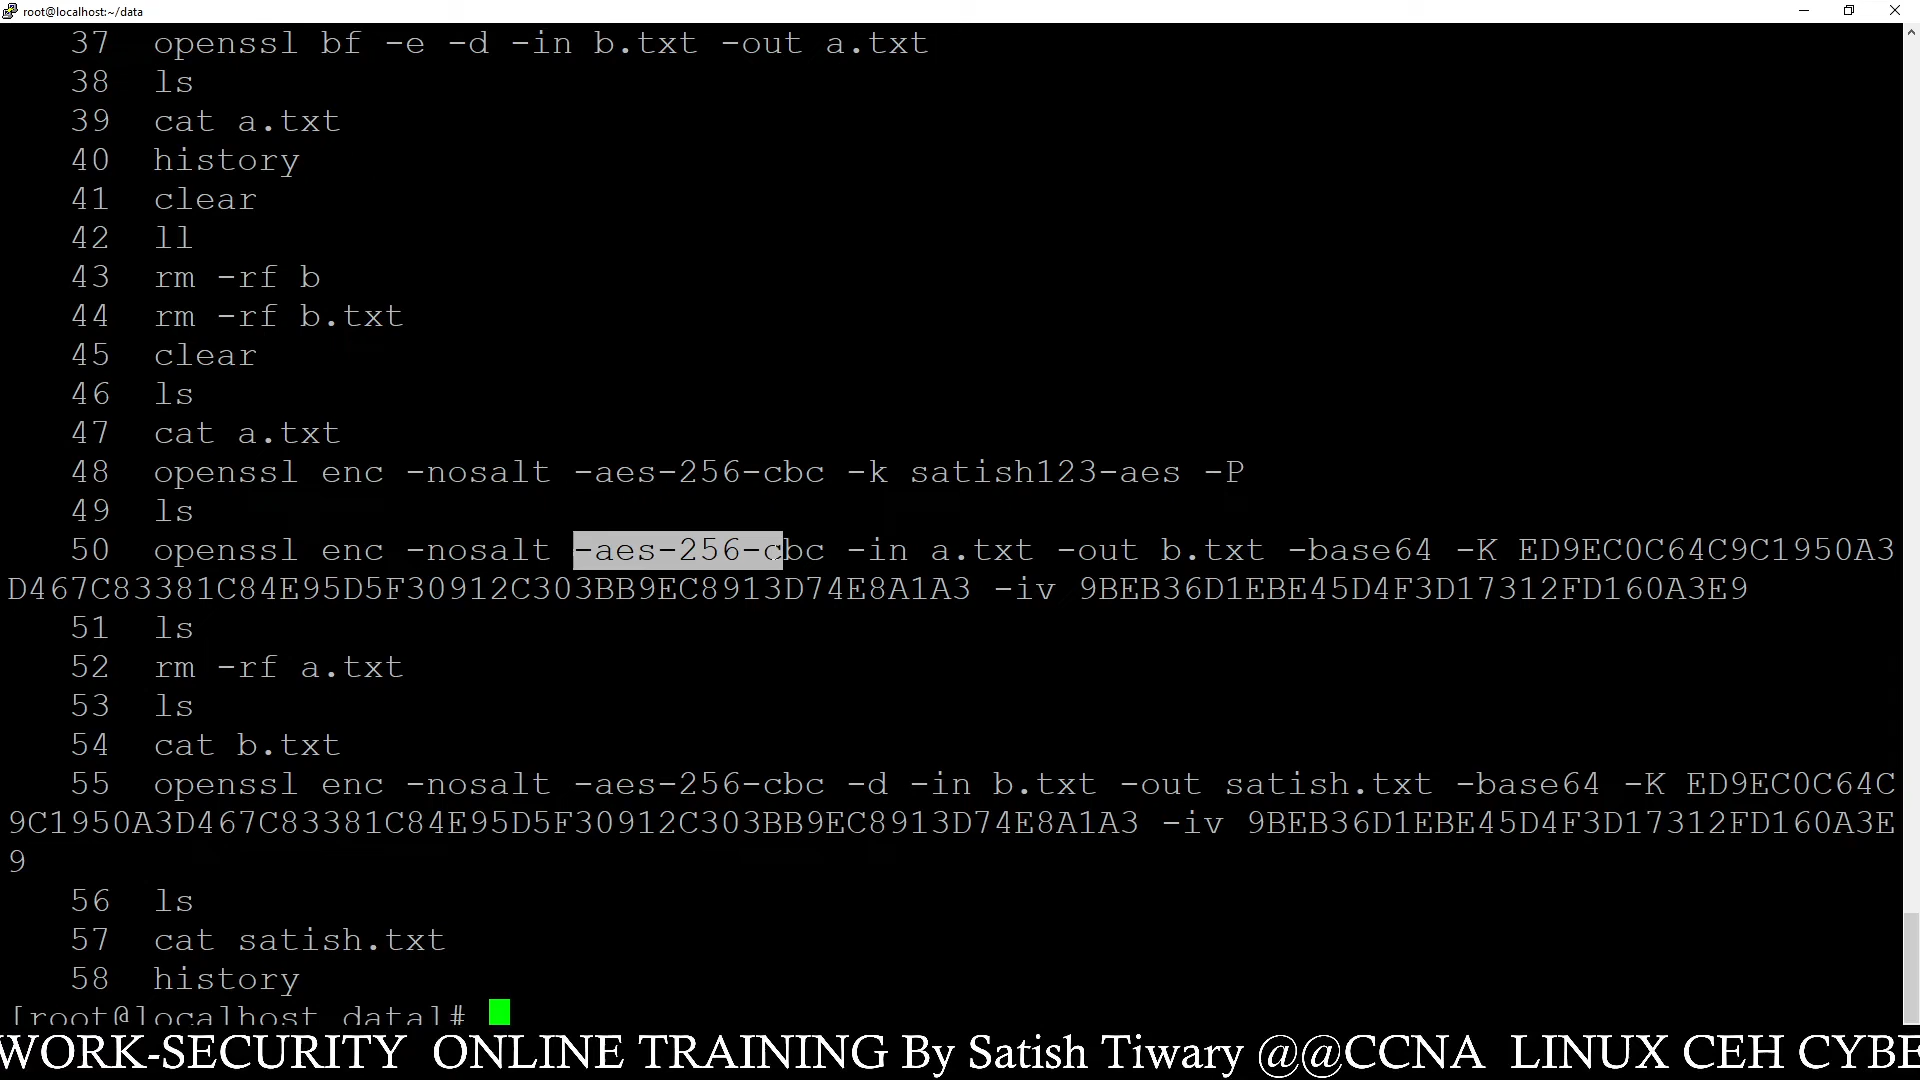 root@localhost:~/data
37 openssl bf -e -d -in b.txt -out a.txt
38 ls
39 cat a.txt
40 history
41 clear
42 ll
43 rm -rf b
44 rm -rf b.txt
45 clear
46 ls
47 cat a.txt
48 openssl enc -nosalt -aes-256-cbc -k satish123-aes -P
49 ls
50 openssl enc -nosalt -aes-256-cbc -in a.txt -out b.txt -base64 -K ED9EC0C64C9C1950A3
D467C83381C84E95D5F30912C303BB9EC8913D74E8A1A3 -iv 9BEB36D1EBE45D4F3D17312FD160A3E9
51 ls
52 rm -rf a.txt
53 ls
54 cat b.txt
55 openssl enc -nosalt -aes-256-cbc -d -in b.txt -out satish.txt -base64 -K ED9EC0C64C
9C1950A3D467C83381C84E95D5F30912C303BB9EC8913D74E8A1A3 -iv 9BEB36D1EBE45D4F3D17312FD160A3E
9
56 ls
57 cat satish.txt
58 history
[root@localhost data]#
WORK-SECURITY ONLINE TRAINING By Satish Tiwary @@CCNA LINUX CEH CYBE